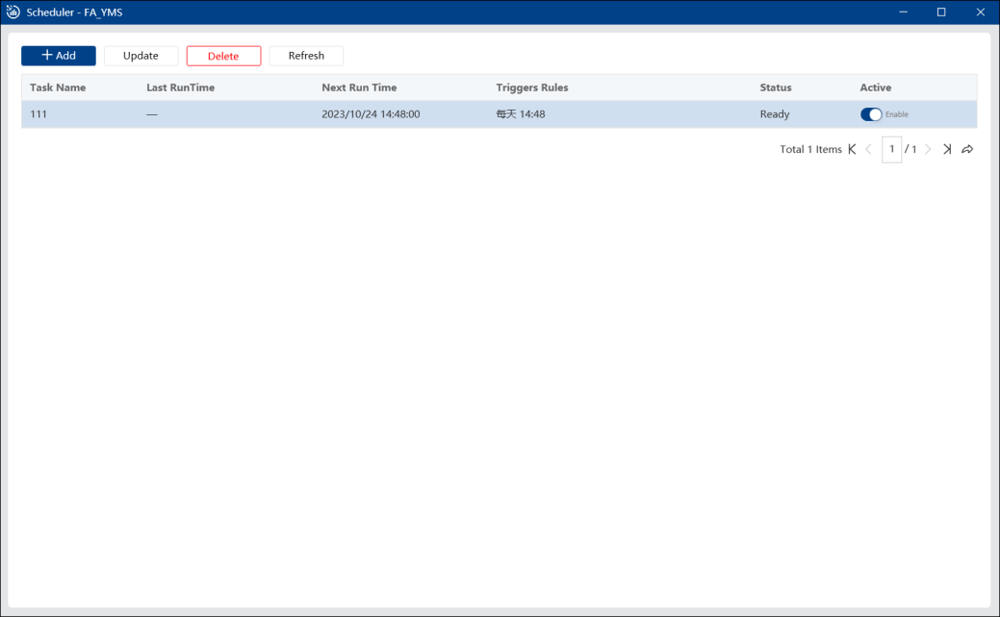 Scheduler - FA_YMS
+ Add Update Delete Refresh
Task Name Last RunTime Next Run Time Triggers Rules Status Active
111 — 2023/10/24 14:48:00 每天 14:48 Ready Enable
Total 1 Items 1 / 1